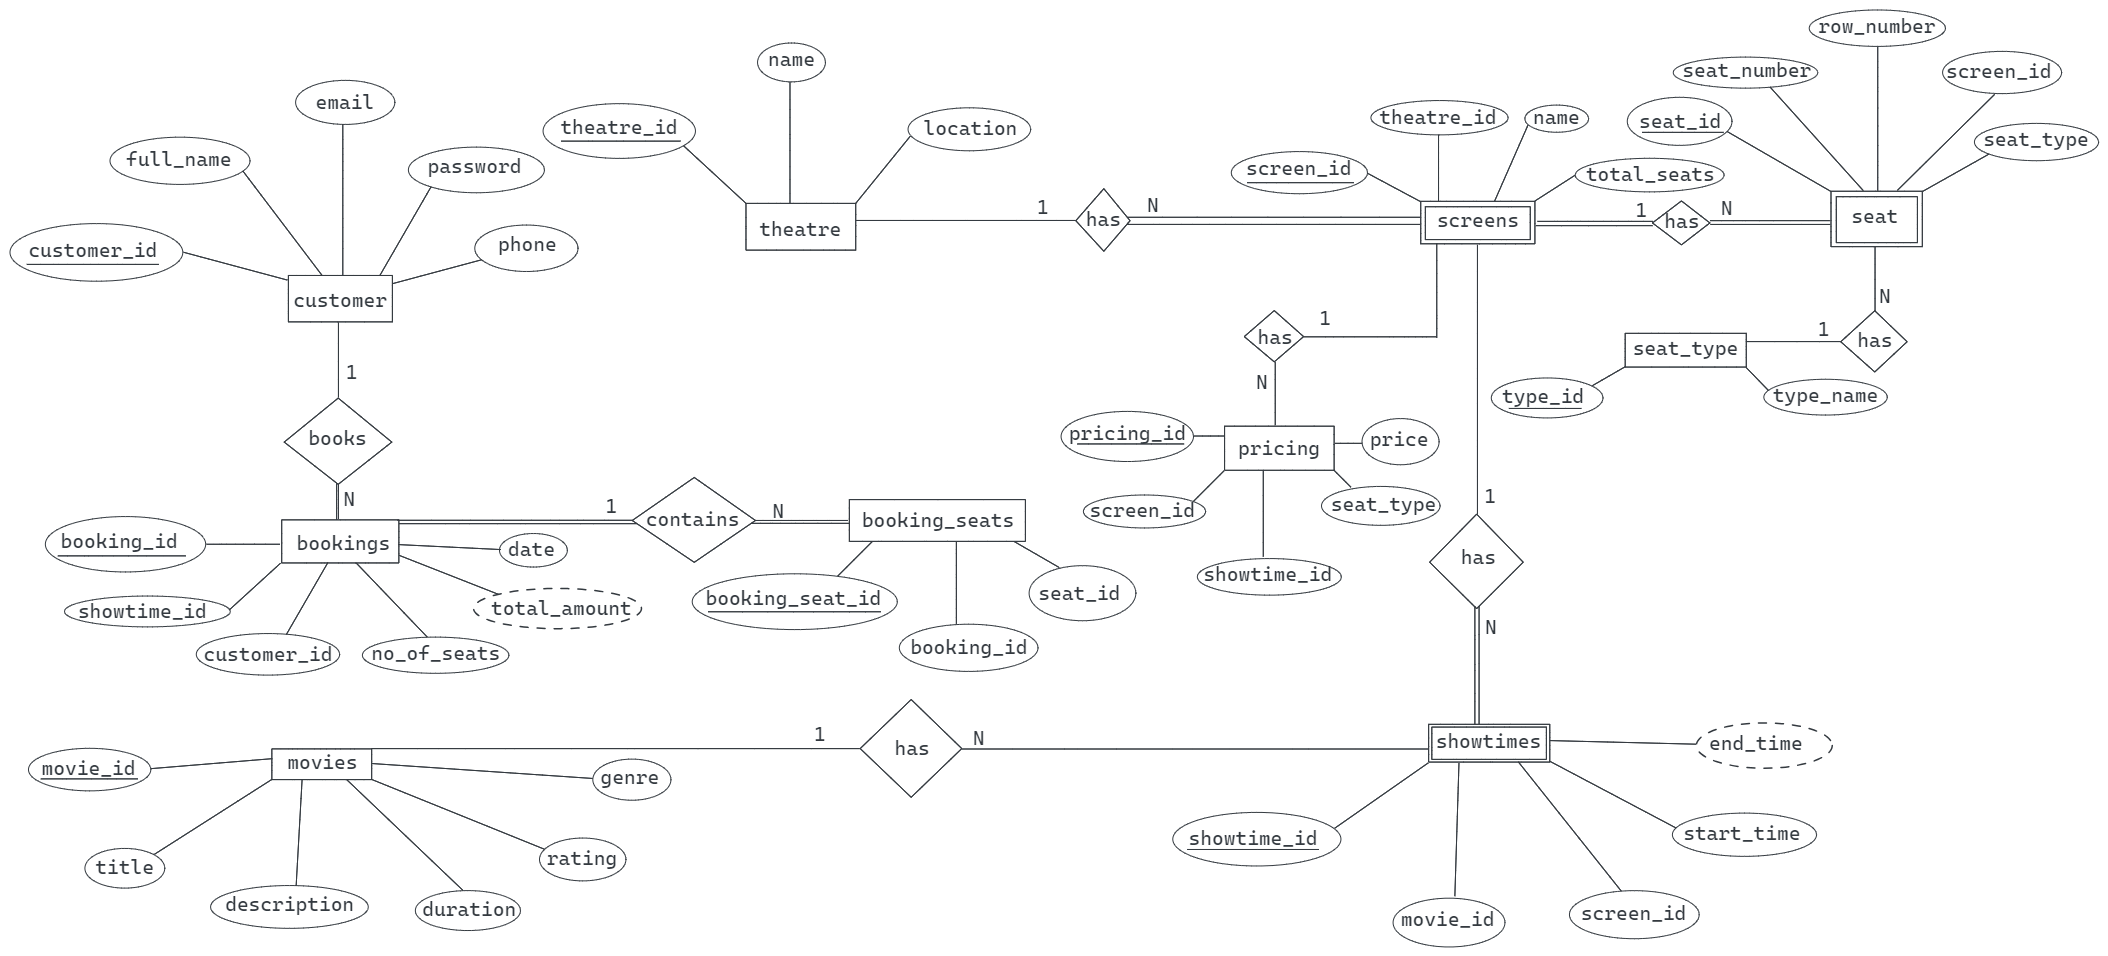 row_number
name
seat_number
screen_id
email
theatre_id
name
theatre_id
location
seat_id
seat_type
full_name
password
screen_id
total_seats
customer_id
phone
theatre
1
has
N
screens
1
has
N
seat
customer
N
has
1
1
has
seat_type
1
N
type_id
type_name
books
pricing_id
pricing
price
N
1
screen_id
seat_type
bookings
1
contains
N
booking_seats
booking_id
date
has
showtime_id
showtime_id
total_amount
booking_seat_id
seat_id
customer_id
no_of_seats
booking_id
N
movies
1
has
N
showtimes
end_time
movie_id
genre
showtime_id
start_time
title
rating
description
duration
movie_id
screen_id